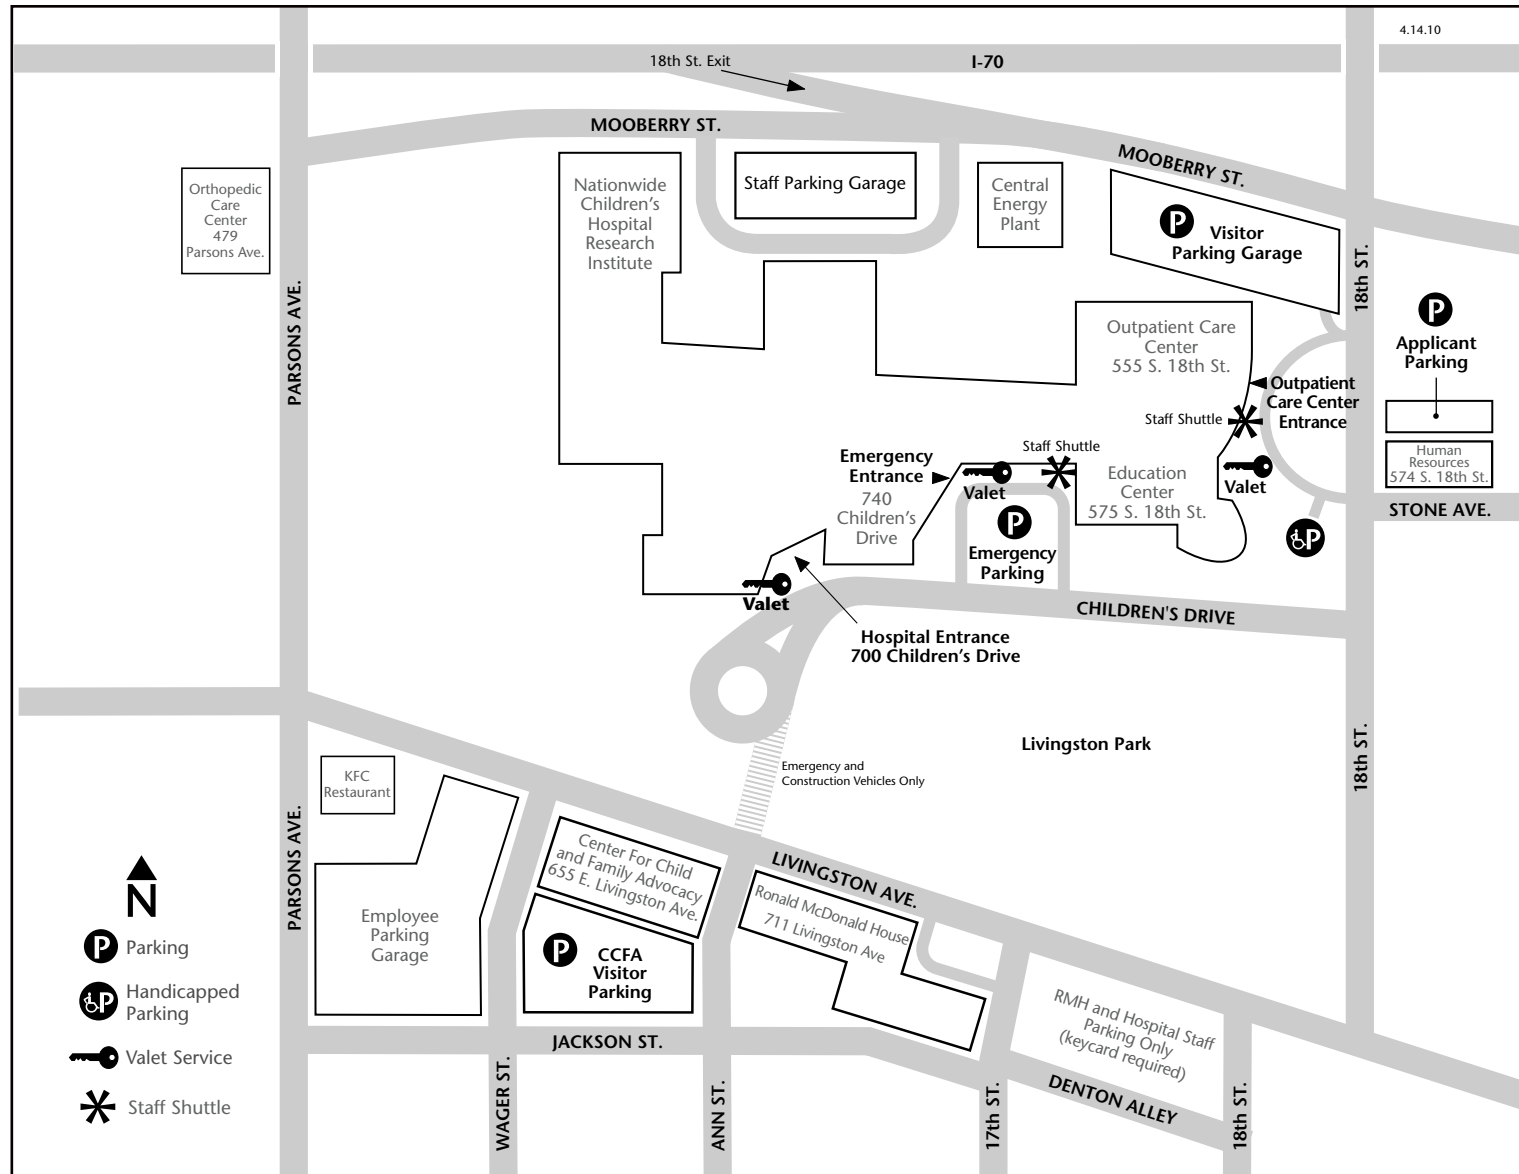 4.14.10
18th St. Exit
I-70
MOOBERRY ST.
MOOBERRY ST.
Orthopedic
Care
Center
479
Parsons Ave.
Nationwide
Children's
Hospital
Research
Institute
Staff Parking Garage
Central
Energy
Plant
P
Visitor
Parking Garage
18th ST.
PARSONS AVE.
P
Applicant
Parking
Outpatient Care
Center
555 S. 18th St.
Outpatient
Care Center
Entrance
Staff Shuttle
Human
Resources
574 S. 18th St.
STONE AVE.
Emergency
Entrance
740
Children's
Drive
Staff Shuttle
Valet
Education
Center
575 S. 18th St.
Valet
P
P
Emergency
Parking
Valet
CHILDREN'S DRIVE
Hospital Entrance
700 Children's Drive
Livingston Park
18th ST.
Emergency and
Construction Vehicles Only
KFC
Restaurant
PARSONS AVE.
Center For Child
and Family Advocacy
655 E. Livingston Ave.
LIVINGSTON AVE.
Ronald McDonald House
711 Livingston Ave
Employee
Parking
Garage
P
CCFA
Visitor
Parking
RMH and Hospital Staff
Parking Only
(keycard required)
JACKSON ST.
WAGER ST.
ANN ST.
17th ST.
DENTON ALLEY
18th ST.
N
P
Parking
P
Handicapped
Parking
Valet Service
Staff Shuttle